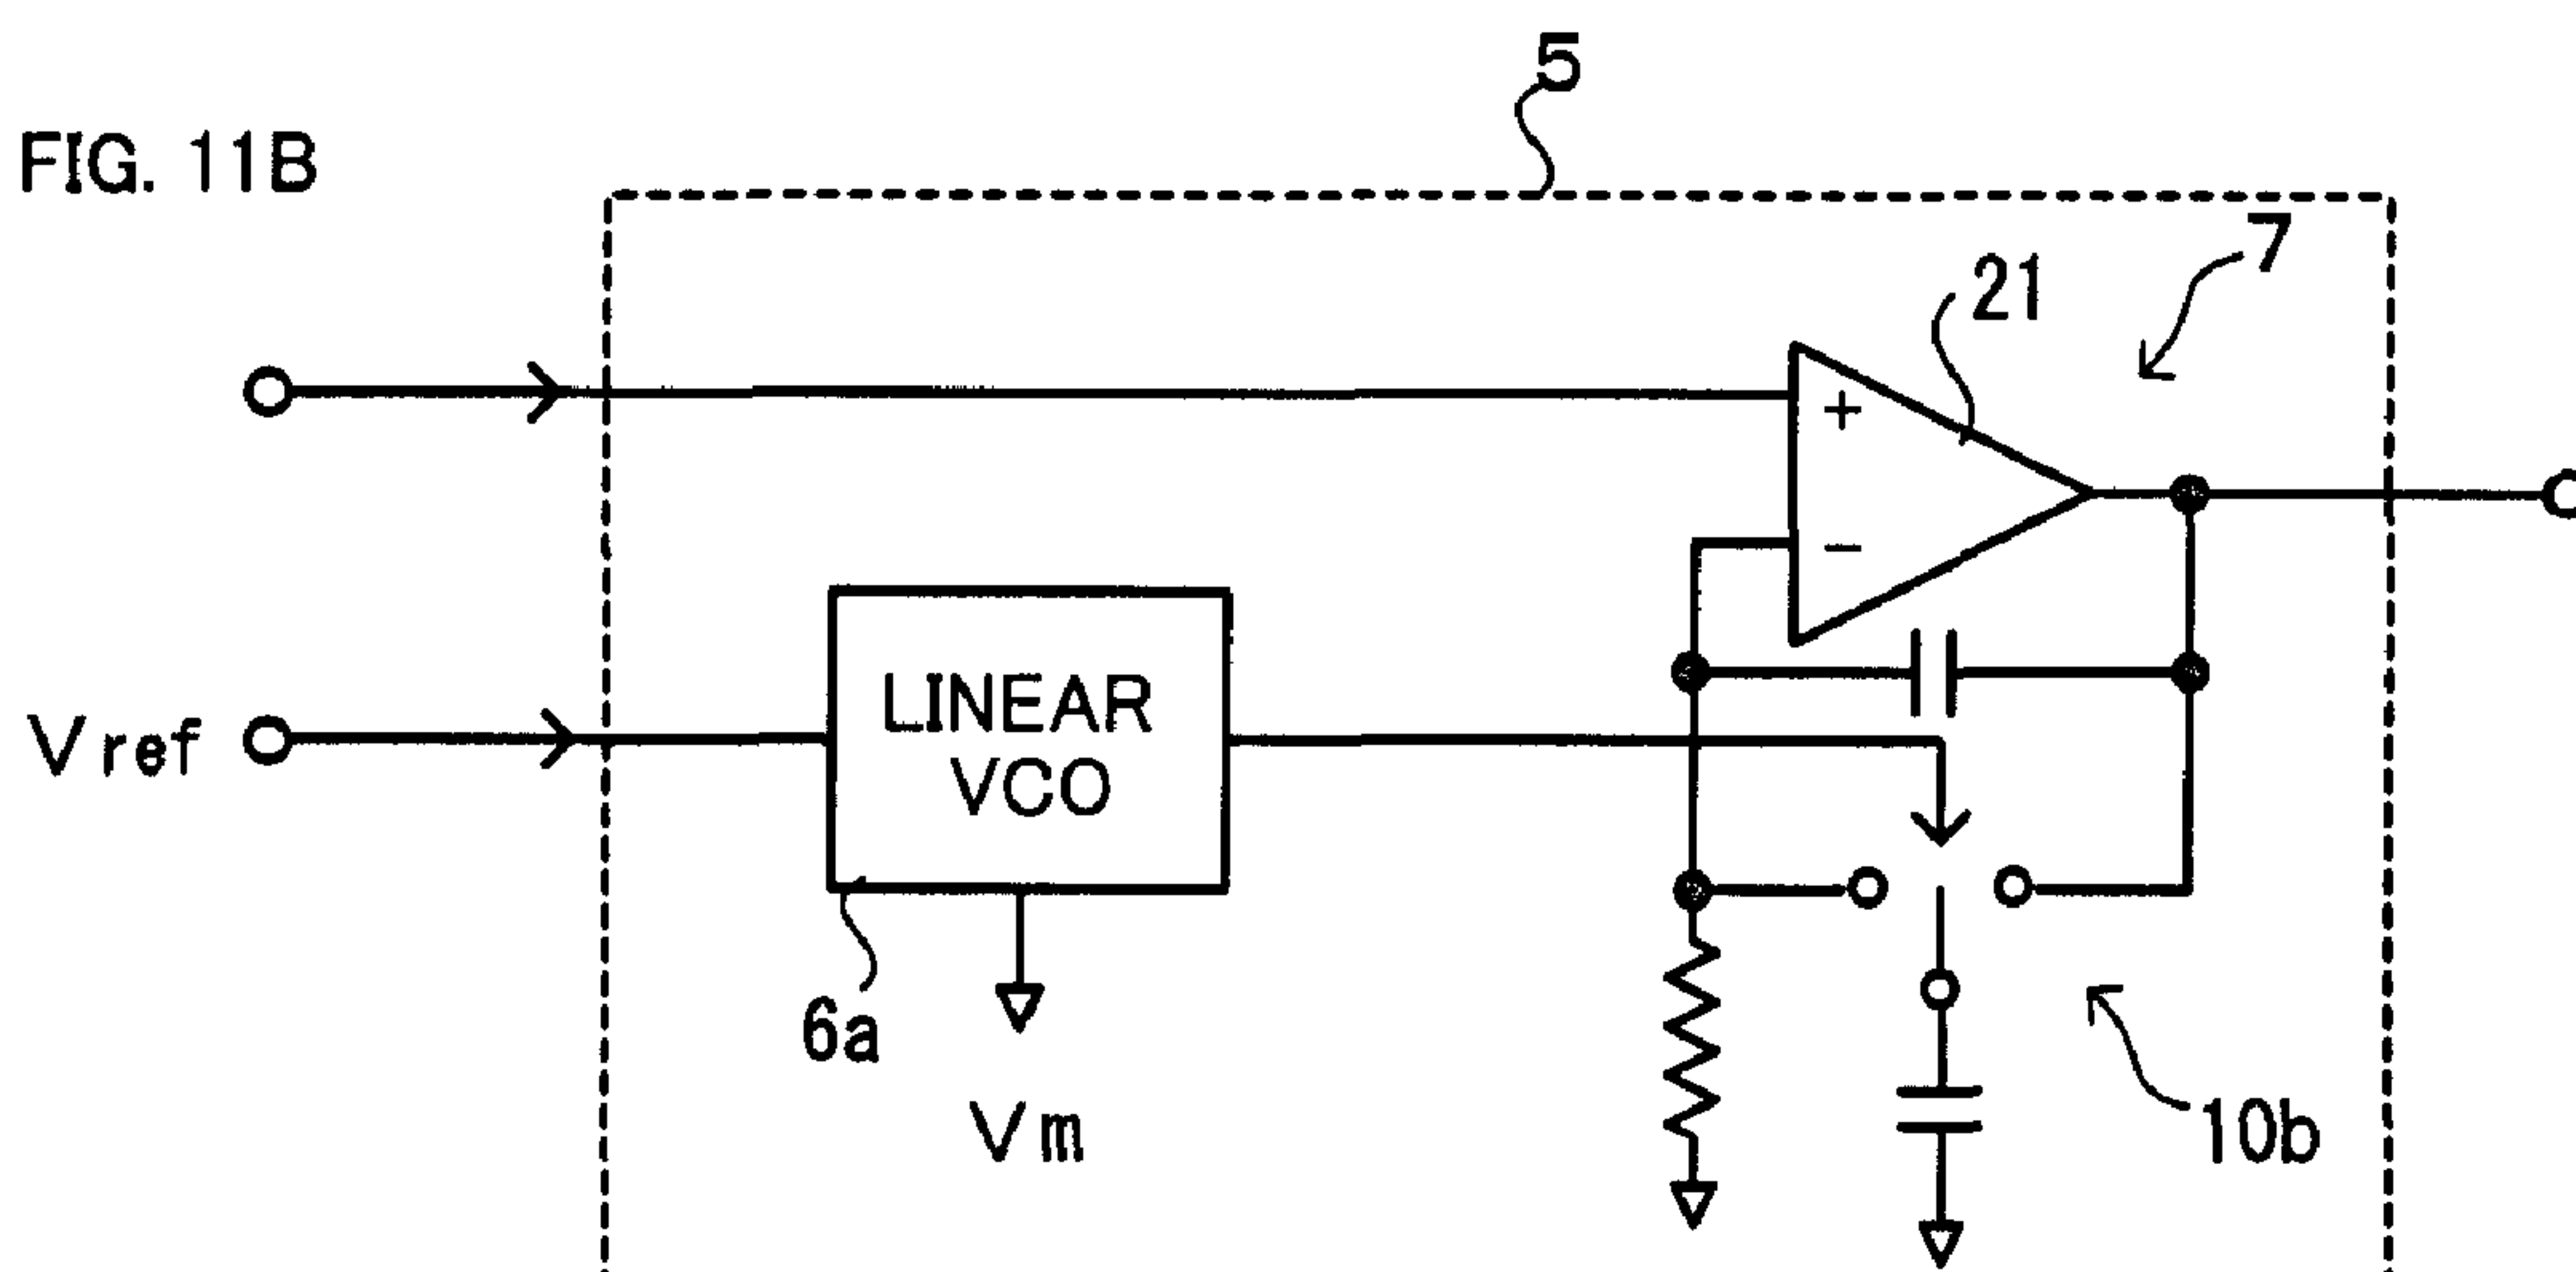 5
FIG. 11B
7
21
+
−
LINEAR
VCO
Vref
6a
Vm
10b